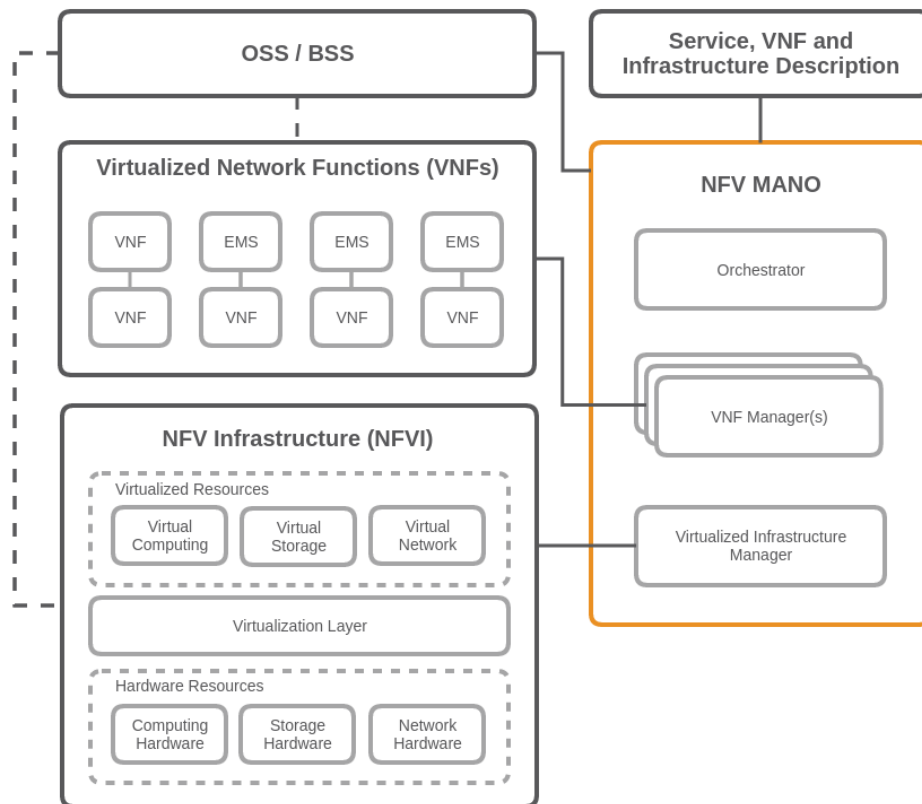 OSS / BSS
Service, VNF and
Infrastructure Description
Virtualized Network Functions (VNFs)
VNF
EMS
EMS
EMS
VNF
VNF
VNF
VNF
NFV MANO
Orchestrator
VNF Manager(s)
Virtualized Infrastructure
Manager
NFV Infrastructure (NFVI)
Virtualized Resources
Virtual
Computing
Virtual
Storage
Virtual
Network
Virtualization Layer
Hardware Resources
Computing
Hardware
Storage
Hardware
Network
Hardware